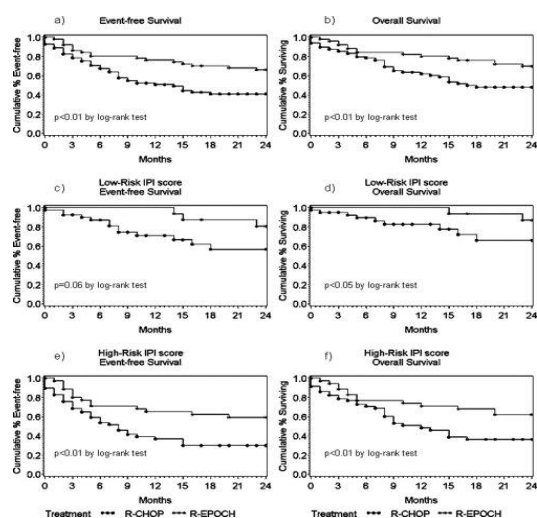 a) Event-free Survival
Cumulative % Event-free
1.0
0.8
0.6
0.4
0.2
0.0
p<0.01 by log-rank test
0 3 6 9 12 15 18 21 24
Months
b) Overall Survival
Cumulative % Surviving
1.0
0.8
0.6
0.4
0.2
0.0
p<0.01 by log-rank test
0 3 6 9 12 15 18 21 24
Months
c) Low-Risk IPI score
Event-free Survival
Cumulative % Event-free
1.0
0.8
0.6
0.4
0.2
0.0
p=0.06 by log-rank test
0 3 6 9 12 15 18 21 24
Months
d) Low-Risk IPI score
Overall Survival
Cumulative % Surviving
1.0
0.8
0.6
0.4
0.2
0.0
p<0.05 by log-rank test
0 3 6 9 12 15 18 21 24
Months
e) High-Risk IPI score
Event-free Survival
Cumulative % Event-free
1.0
0.8
0.6
0.4
0.2
0.0
p<0.01 by log-rank test
0 3 6 9 12 15 18 21 24
Months
f) High-Risk IPI score
Overall Survival
Cumulative % Surviving
1.0
0.8
0.6
0.4
0.2
0.0
p<0.01 by log-rank test
0 3 6 9 12 15 18 21 24
Months
Treatment R-CHOP R-EPOCH
Treatment R-CHOP R-EPOCH